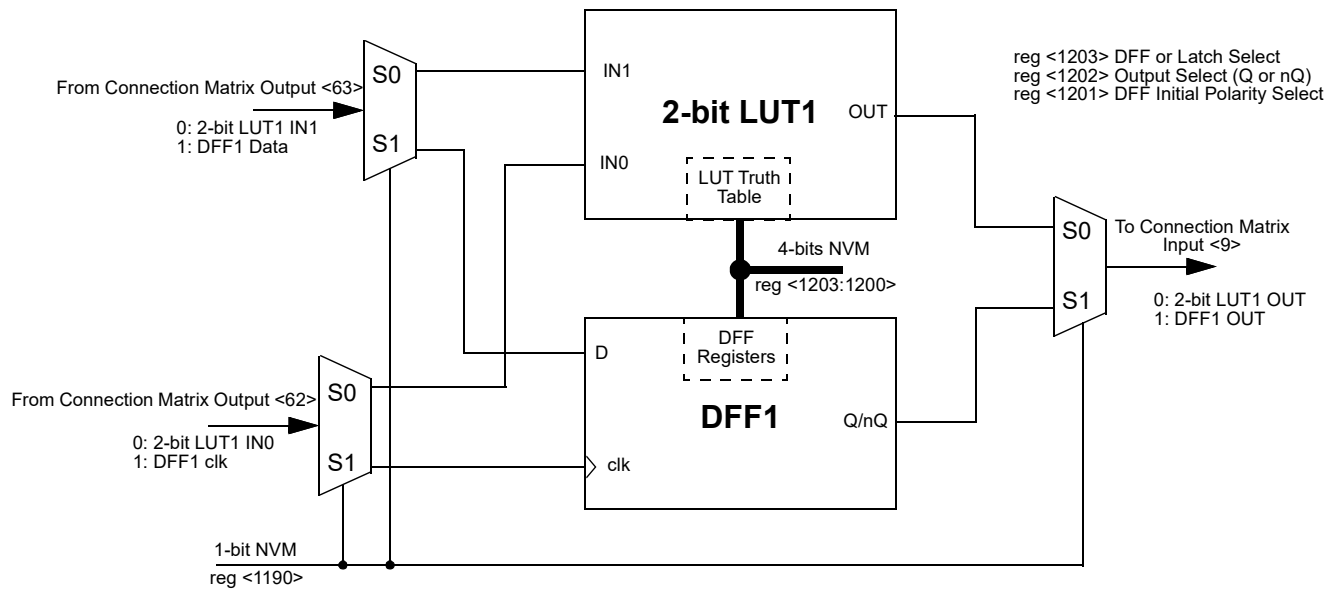 From Connection Matrix Output <63>
0: 2-bit LUT1 IN1
1: DFF1 Data
S0
S1
IN1
IN0
2-bit LUT1
OUT
LUT Truth
Table
reg <1203> DFF or Latch Select
reg <1202> Output Select (Q or nQ)
reg <1201> DFF Initial Polarity Select
4-bits NVM
reg <1203:1200>
S0
S1
To Connection Matrix
Input <9>
0: 2-bit LUT1 OUT
1: DFF1 OUT
From Connection Matrix Output <62>
0: 2-bit LUT1 IN0
1: DFF1 clk
S0
S1
D
DFF
Registers
DFF1
Q/nQ
clk
1-bit NVM
reg <1190>